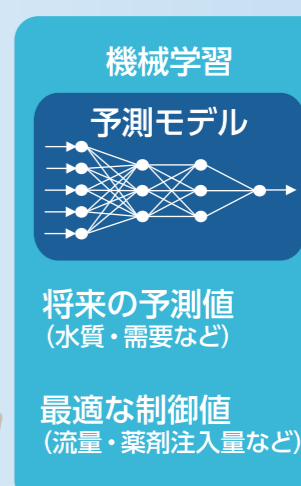 機械学習
予測モデル
将来の予測値
（水質・需要など）
最適な制御値
（流量・薬剤注入量など）